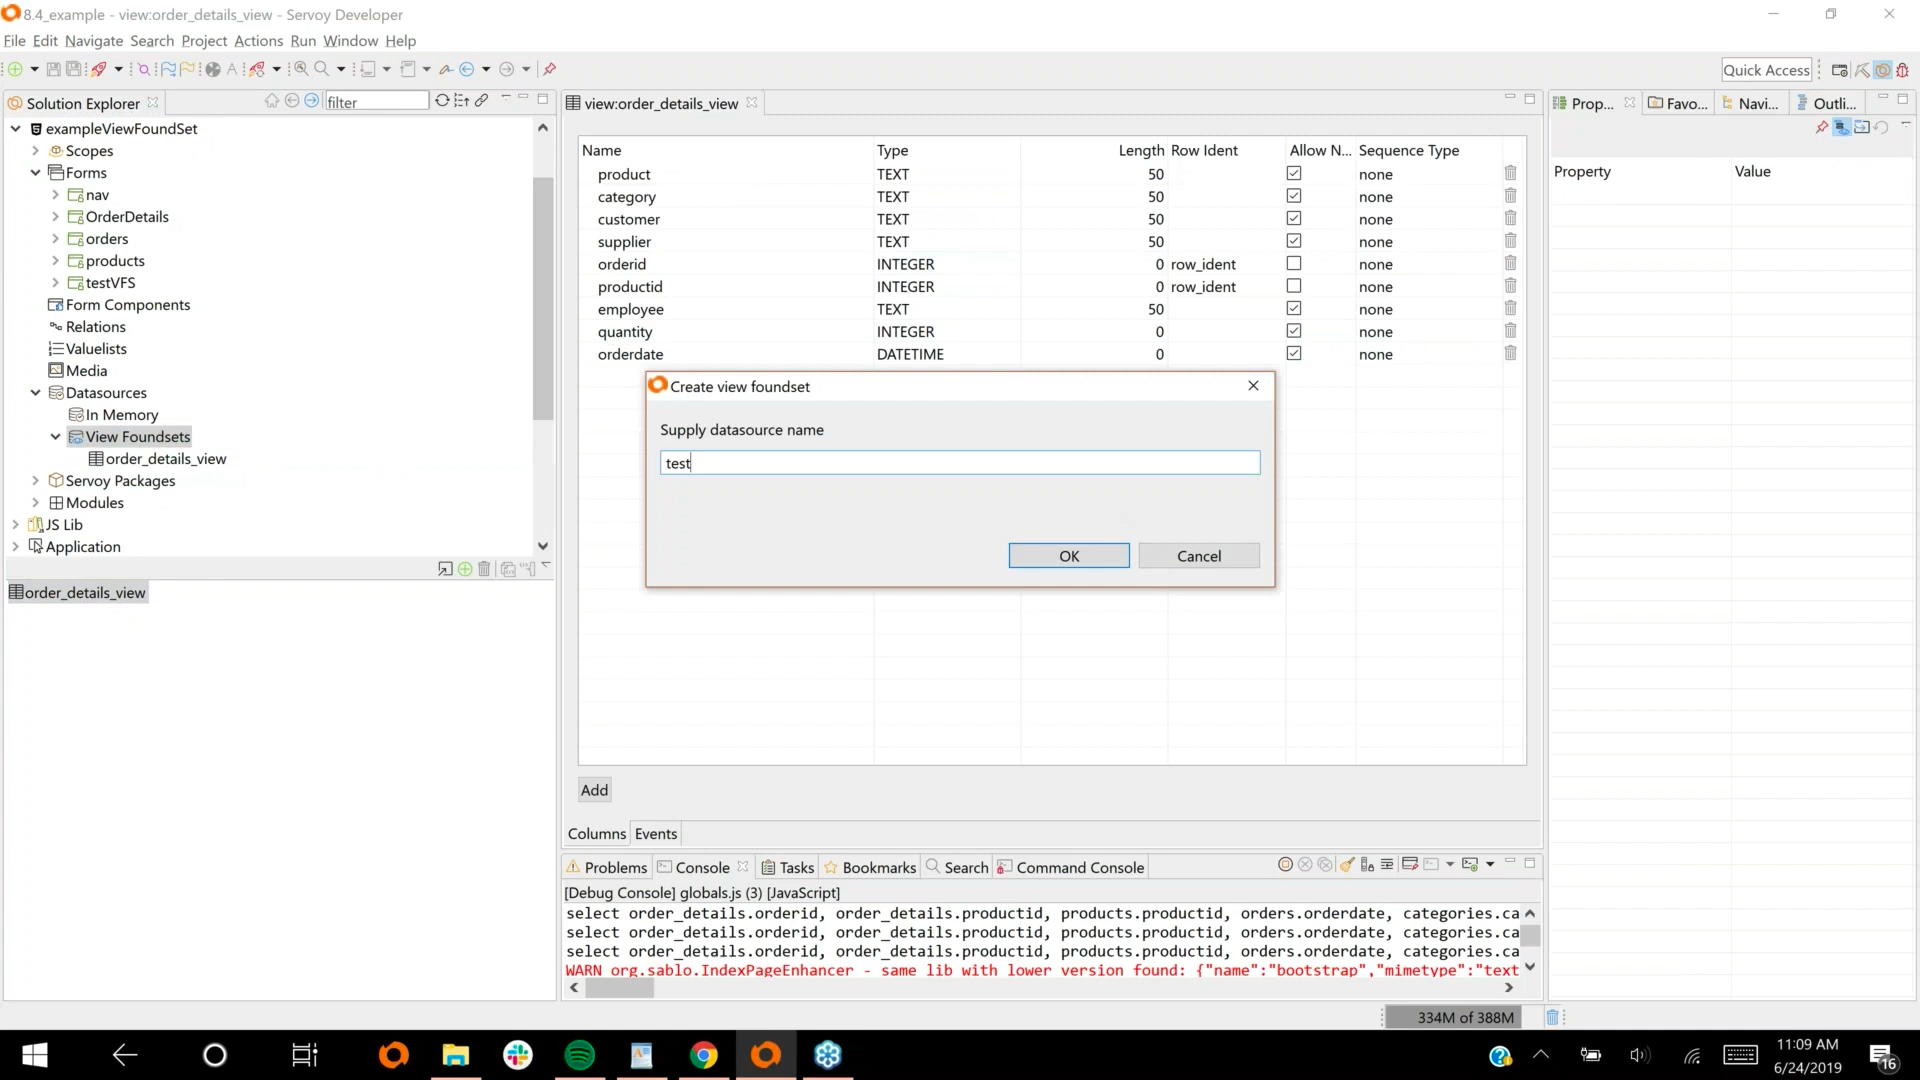 8.4_example - view:order_details_view - Servoy Developer
File Edit Navigate Search Project Actions Run Window Help
Quick Access
Solution Explorer
filter
exampleViewFoundSet
Scopes
Forms
nav
OrderDetails
orders
products
testVFS
Form Components
Relations
Valuelists
Media
Datasources
In Memory
View Foundsets
order_details_view
Servoy Packages
Modules
JS Lib
Application
order_details_view
view:order_details_view
Name Type Length Row Ident Allow N... Sequence Type
product TEXT 50 none
category TEXT 50 none
customer TEXT 50 none
supplier TEXT 50 none
orderid INTEGER 0 row_ident none
productid INTEGER 0 row_ident none
employee TEXT 50 none
quantity INTEGER 0 none
orderdate DATETIME 0 none
Create view foundset
Supply datasource name
test
OK Cancel
Add
Columns Events
Problems Console Tasks Bookmarks Search Command Console
[Debug Console] globals.js (3) [JavaScript]
select order_details.orderid, order_details.productid, products.productid, orders.orderdate, categories.ca
select order_details.orderid, order_details.productid, products.productid, orders.orderdate, categories.ca
select order_details.orderid, order_details.productid, products.productid, orders.orderdate, categories.ca
WARN org.sablo.IndexPageEnhancer - same lib with lower version found: {"name":"bootstrap","mimetype":"text
Prop... Favo... Navi... Outli...
Property Value
334M of 388M
11:09 AM
6/24/2019
16